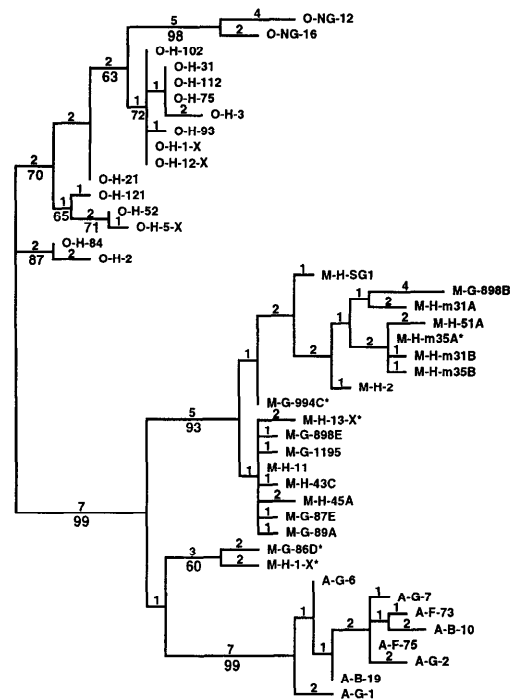 4
O-NG-12
5
98
2
O-NG-16
O-H-102
2
63
O-H-31
O-H-112
1
O-H-75
1
72
2
O-H-3
2
1
O-H-93
O-H-1-X
O-H-12-X
2
70
O-H-21
1
O-H-121
1
65
2
71
O-H-52
1
O-H-5-X
O-H-84
2
87
2
O-H-2
1
M-H-SG1
4
M-G-898B
1
2
M-H-m31A
2
1
2
M-H-51A
M-H-m35A*
2
2
1
M-H-m31B
1
M-H-m35B
1
1
M-H-2
M-G-994C*
5
93
2
M-H-13-X*
1
M-G-898E
1
M-G-1195
M-H-11
1
1
M-H-43C
2
M-H-45A
1
M-G-87E
1
M-G-89A
7
99
3
60
2
M-G-86D*
2
M-H-1-X*
A-G-6
1
1
A-G-7
1
1
A-F-73
1
2
2
A-B-10
7
99
1
A-F-75
2
A-G-2
A-B-19
2
A-G-1